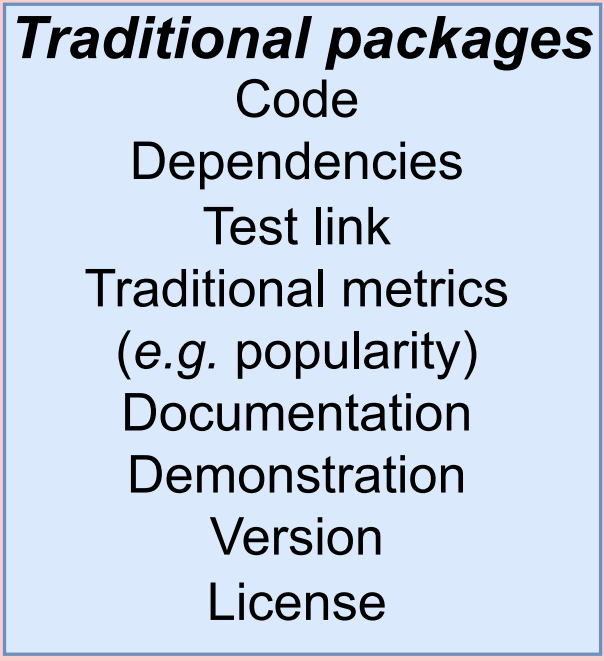 Traditional packages
Code
Dependencies
Test link
Traditional metrics
(e.g. popularity)
Documentation
Demonstration
Version
License